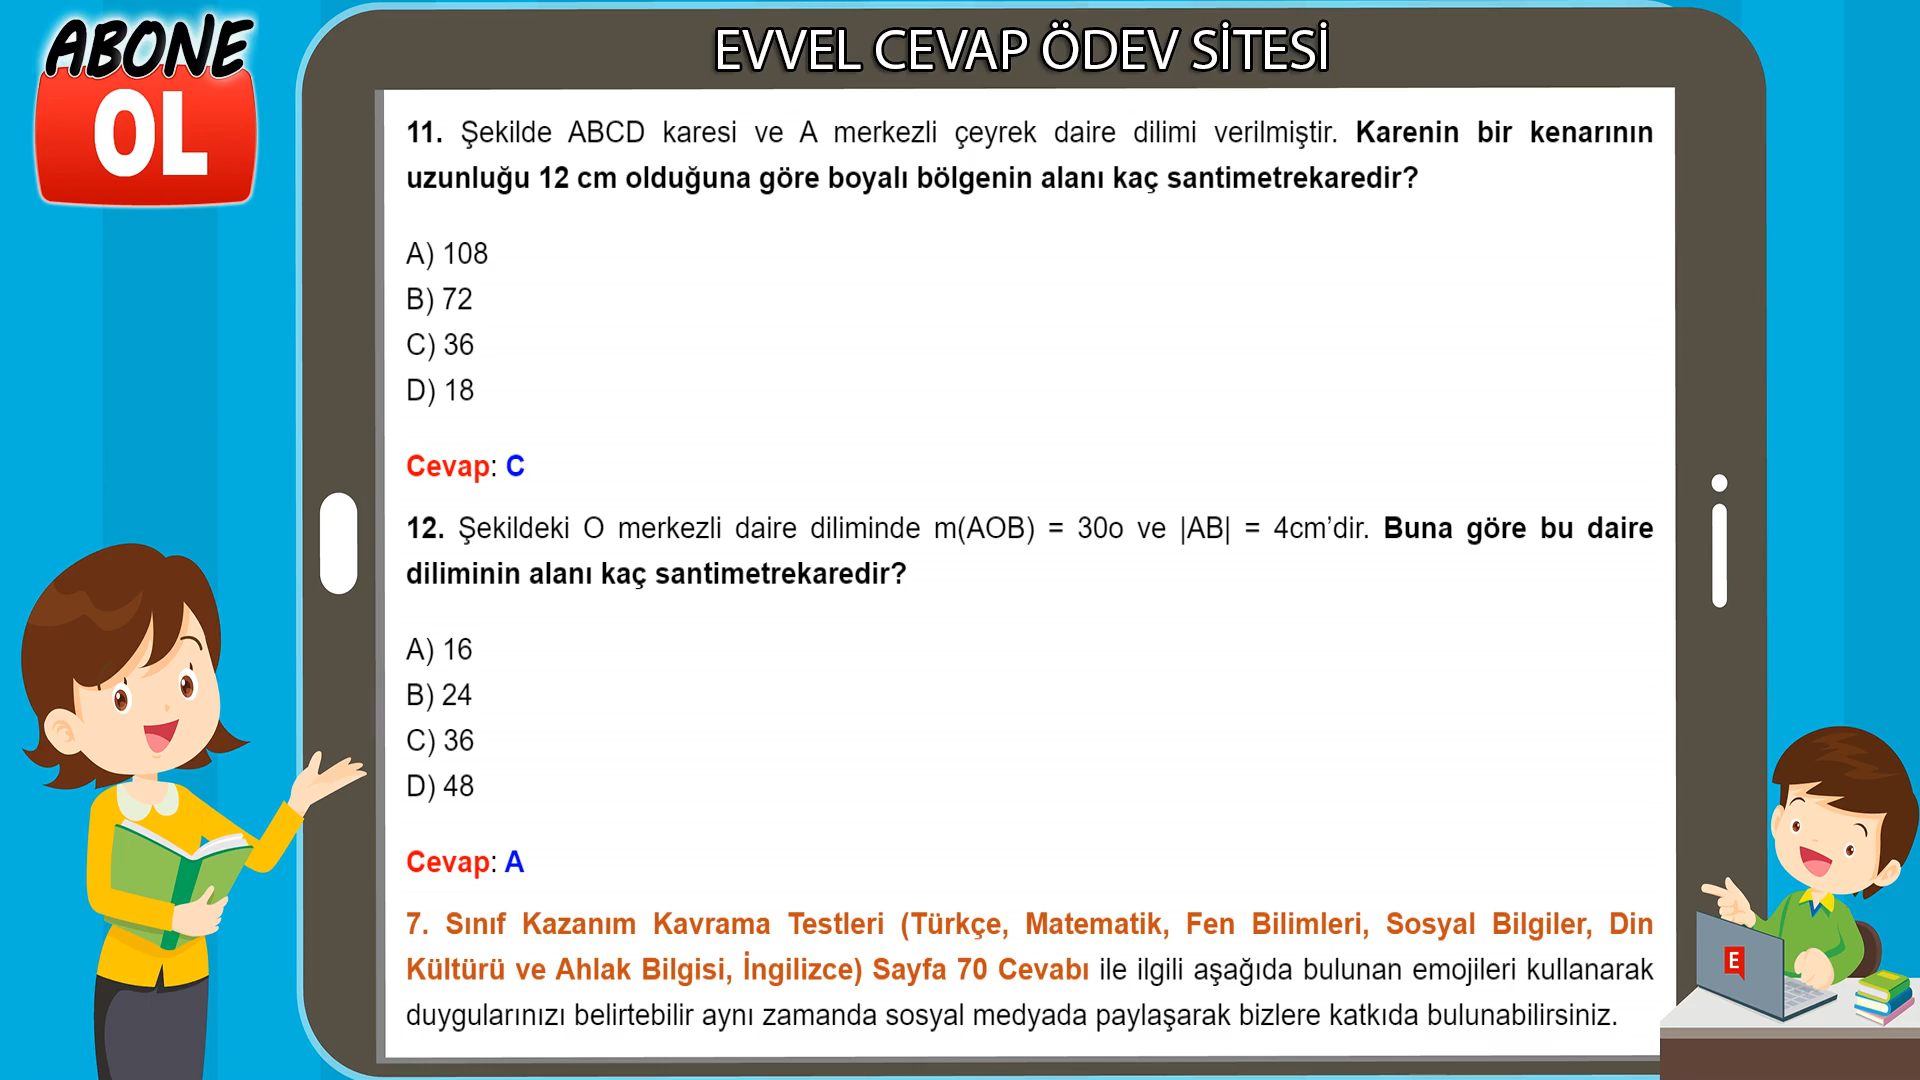 ABONE
OL
EVVEL CEVAP ÖDEV SİTESİ
11. Şekilde ABCD karesi ve A merkezli çeyrek daire dilimi verilmiştir. Karenin bir kenarının
uzunluğu 12 cm olduğuna göre boyalı bölgenin alanı kaç santimetrekaredir?
A) 108
B) 72
C) 36
D) 18
Cevap: C
12. Şekildeki O merkezli daire diliminde m(AOB) = 30o ve |AB| = 4cm’dir. Buna göre bu daire
diliminin alanı kaç santimetrekaredir?
A) 16
B) 24
C) 36
D) 48
Cevap: A
7. Sınıf Kazanım Kavrama Testleri (Türkçe, Matematik, Fen Bilimleri, Sosyal Bilgiler, Din
Kültürü ve Ahlak Bilgisi, İngilizce) Sayfa 70 Cevabı ile ilgili aşağıda bulunan emojileri kullanarak
duygularınızı belirtebilir aynı zamanda sosyal medyada paylaşarak bizlere katkıda bulunabilirsiniz.
E